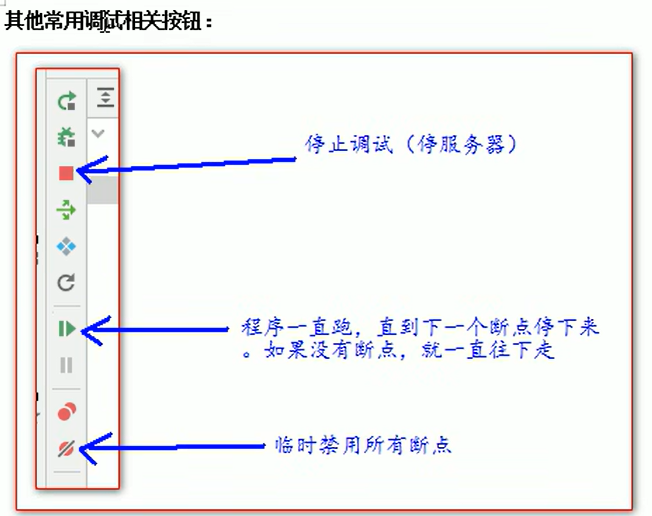 其他常用调试相关按钮：
停止调试（停服务器）
程序一直跑，直到下一个断点停下来
。如果没有断点，就一直往下走
临时禁用所有断点